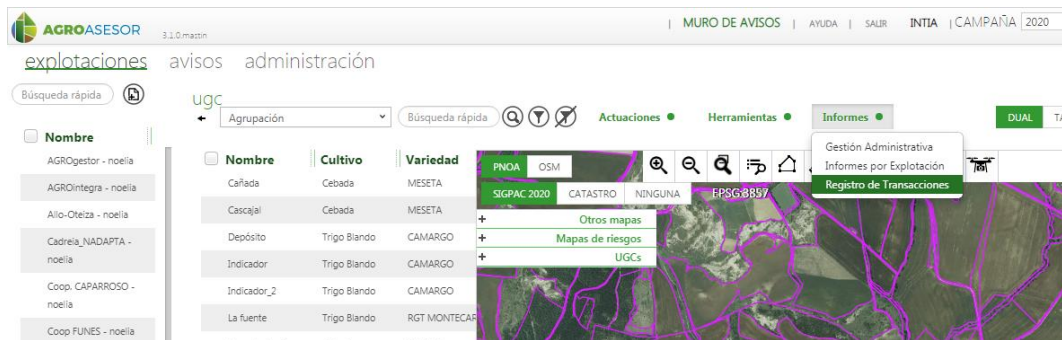 AGROASESOR 3.1.0.mastin | MURO DE AVISOS | AYUDA | SALIR INTIA | CAMPAÑA 2020
explotaciones avisos administración
Búsqueda rápida
ugc
Agrupación Búsqueda rápida Actuaciones Herramientas Informes DUAL
Gestión Administrativa
Informes por Explotación
Registro de Transacciones
Nombre
AGROgestor - noelia
AGROintegra - noelia
Allo-Oteiza - noelia
Cadreia_NADAPTA -
noelia
Coop. CAPARROSO -
noelia
Coop FUNES - noelia
Nombre Cultivo Variedad
Cañada Cebada MESETA
Cascajal Cebada MESETA
Depósito Trigo Blando CAMARGO
Indicador Trigo Blando CAMARGO
Indicador_2 Trigo Blando CAMARGO
La fuente Trigo Blando RGT MONTECAR
PNOA OSM
SIGPAC 2020 CATASTRO NINGUNA EPSG:3857
+ Otros mapas
+ Mapas de riesgos
+ UGCs